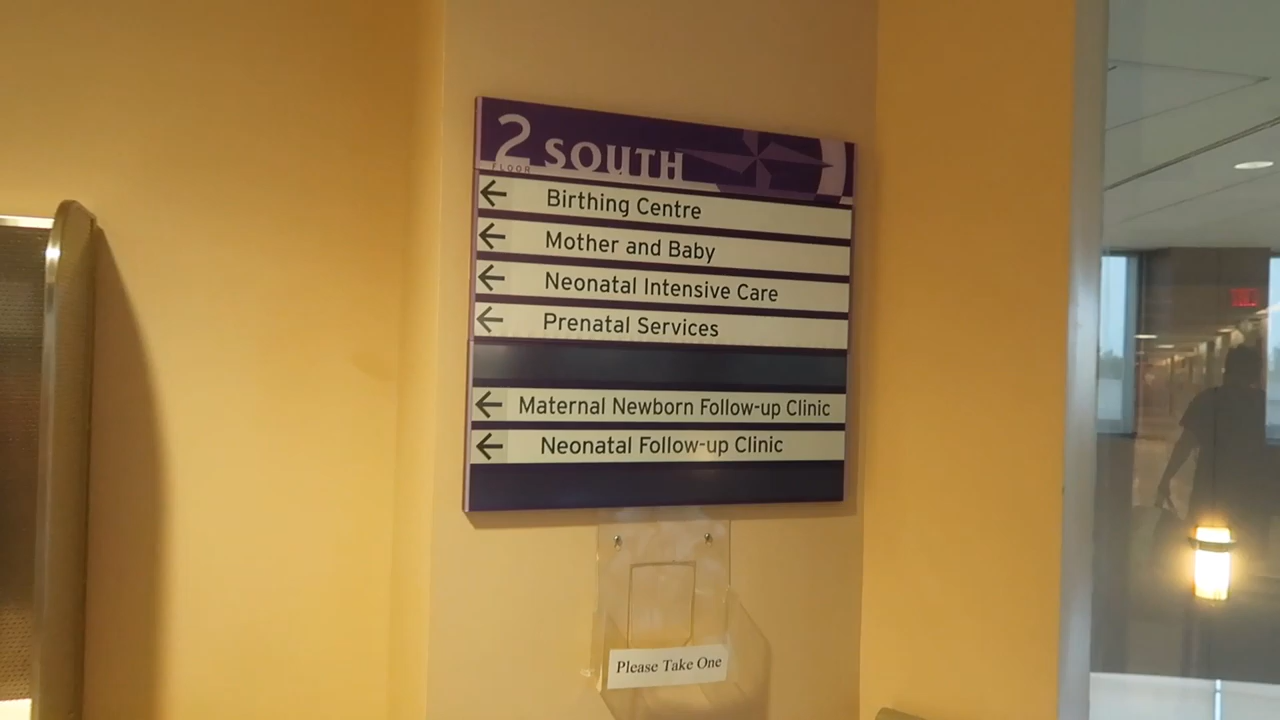 2 SOUTH
FLOOR
← Birthing Centre
← Mother and Baby
← Neonatal Intensive Care
← Prenatal Services
← Maternal Newborn Follow-up Clinic
← Neonatal Follow-up Clinic
Please Take One